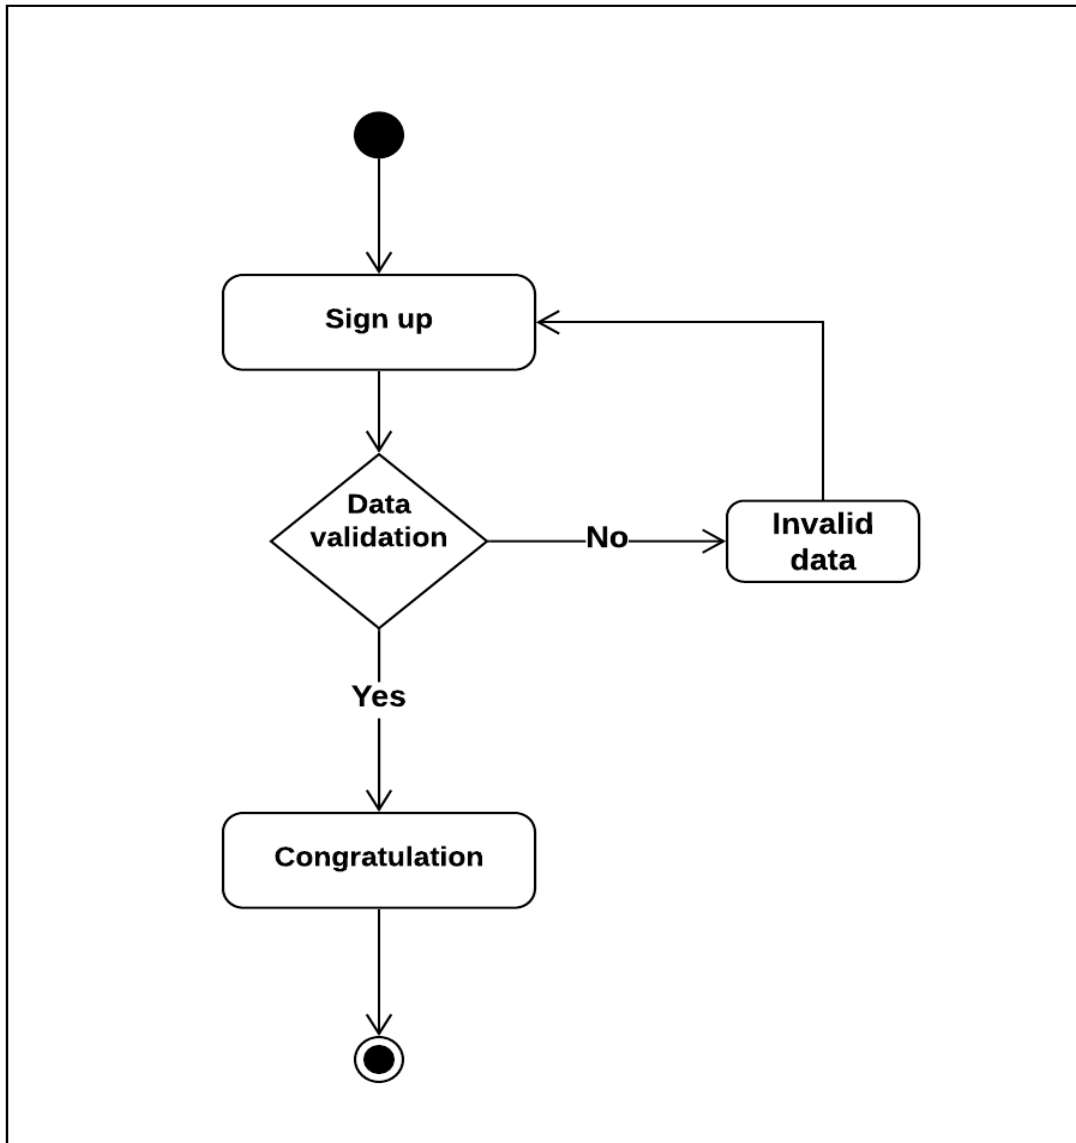 Sign up
Data
validation
No
Invalid
data
Yes
Congratulation